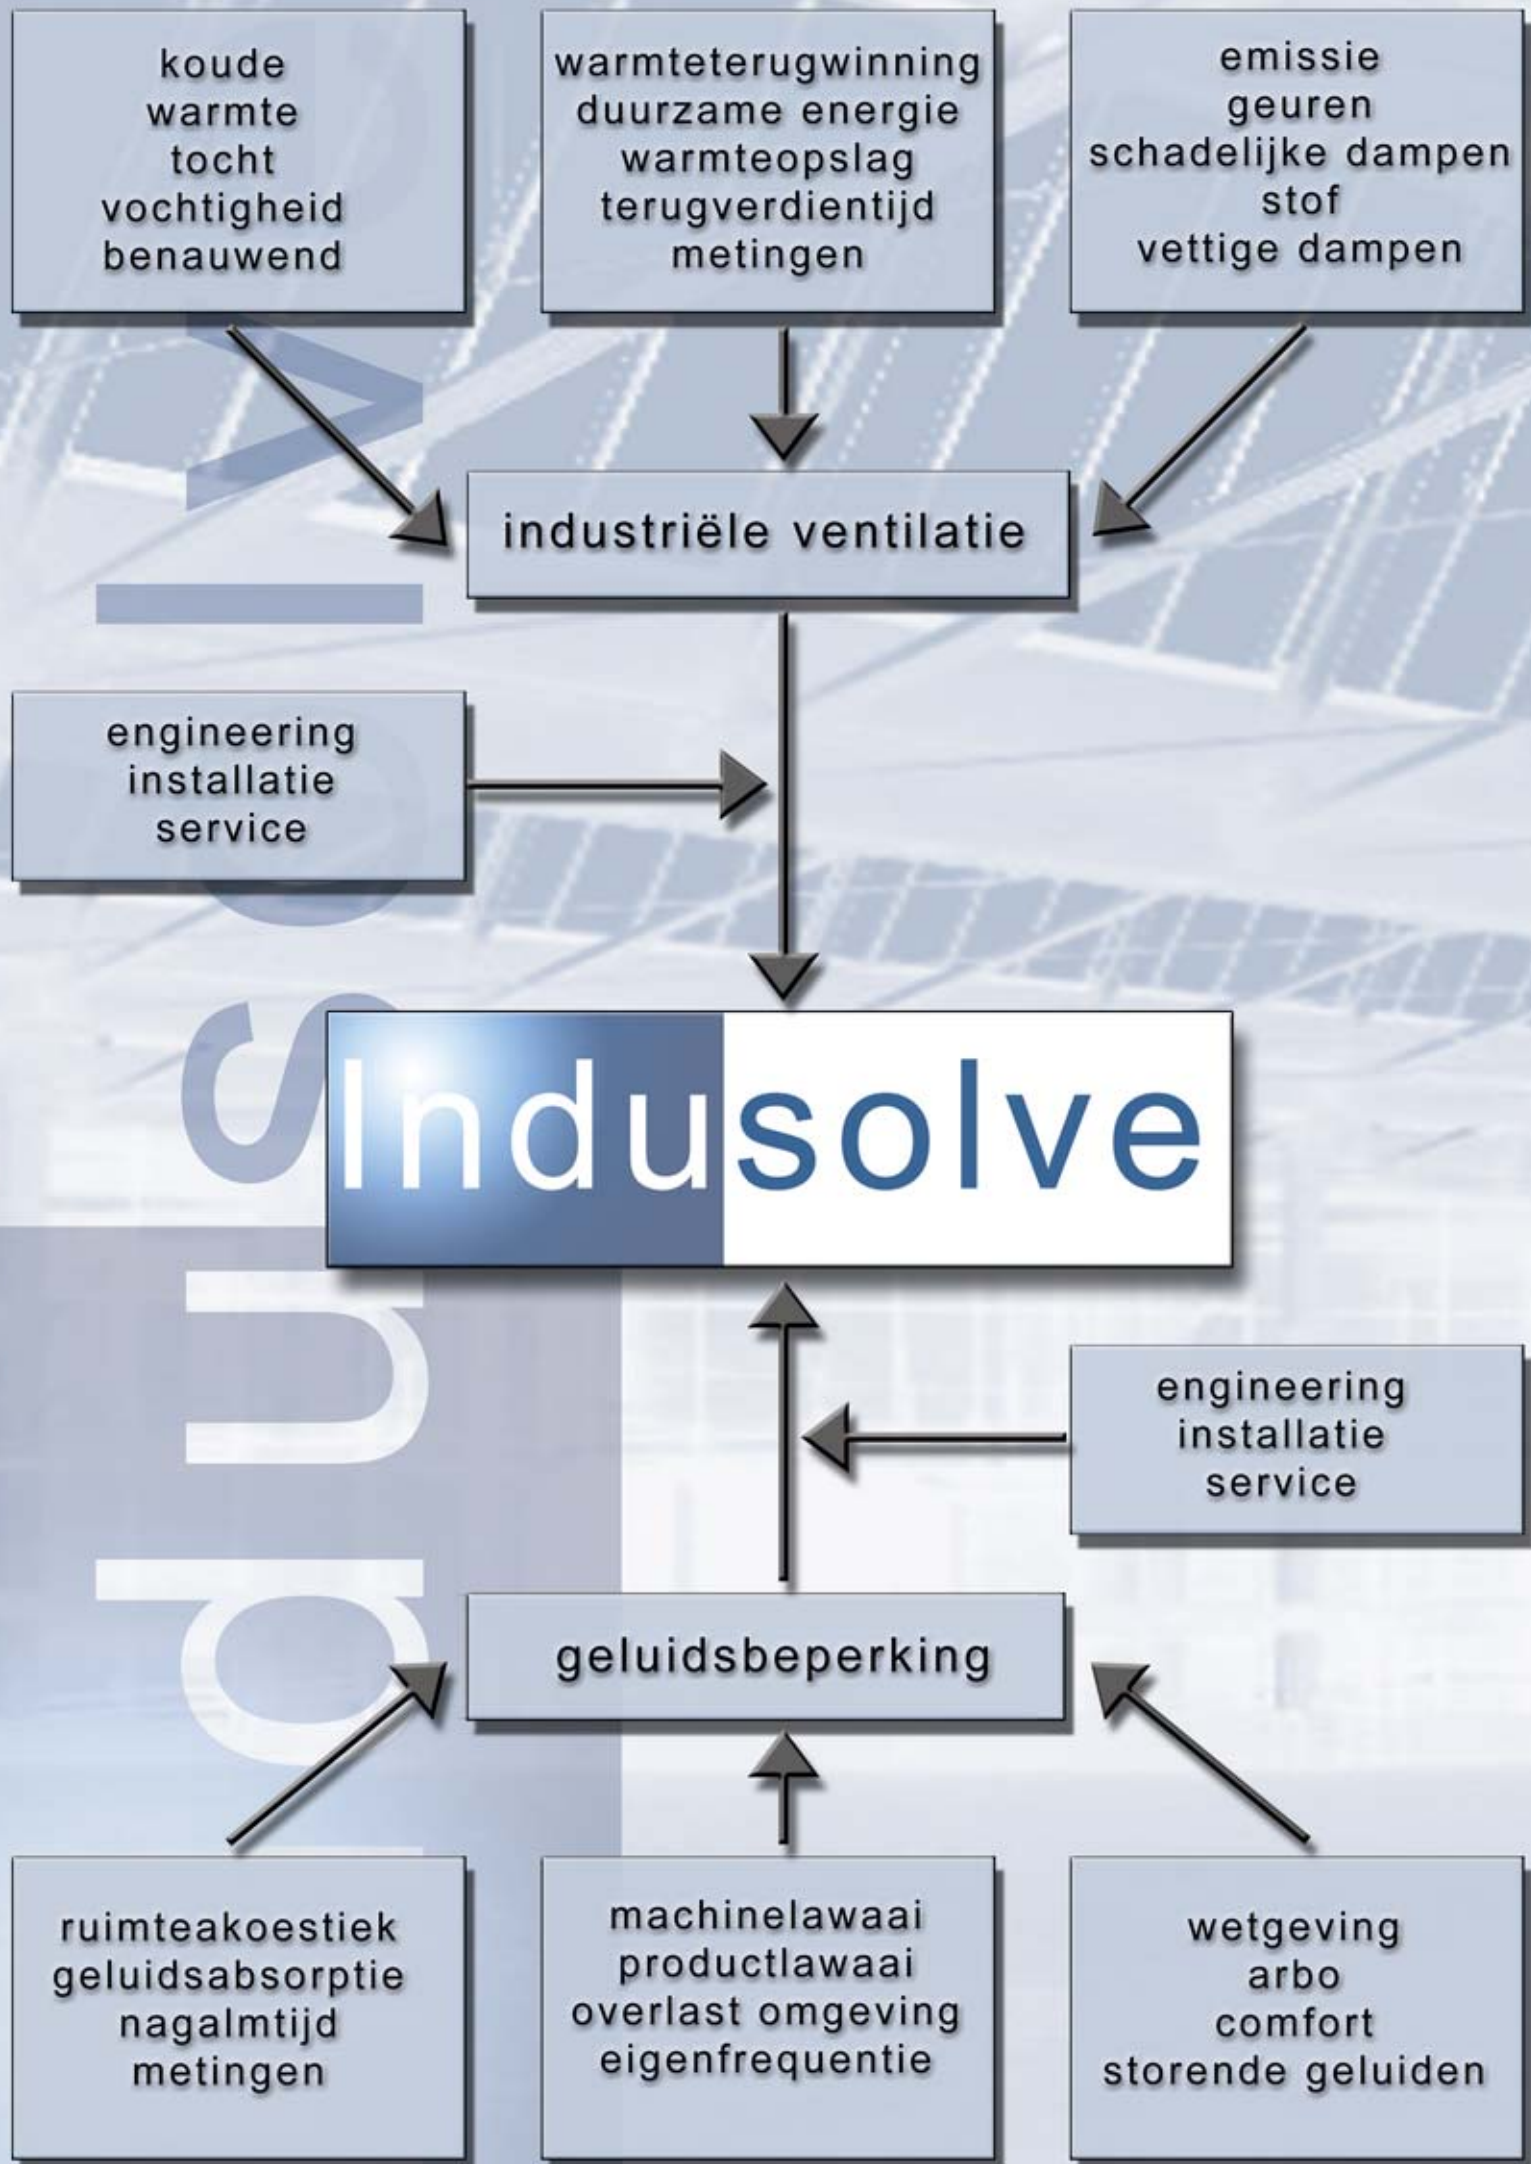 koude
warmte
tocht
vochtigheid
benauwend
warmteterugwinning
duurzame energie
warmteopslag
terugverdientijd
metingen
emissie
geuren
schadelijke dampen
stof
vettige dampen
industriële ventilatie
engineering
installatie
service
Indusolve
engineering
installatie
service
geluidsbeperking
ruimteakoestiek
geluidsabsorptie
nagalmtijd
metingen
machinelawaai
productlawaai
overlast omgeving
eigenfrequentie
wetgeving
arbo
comfort
storende geluiden